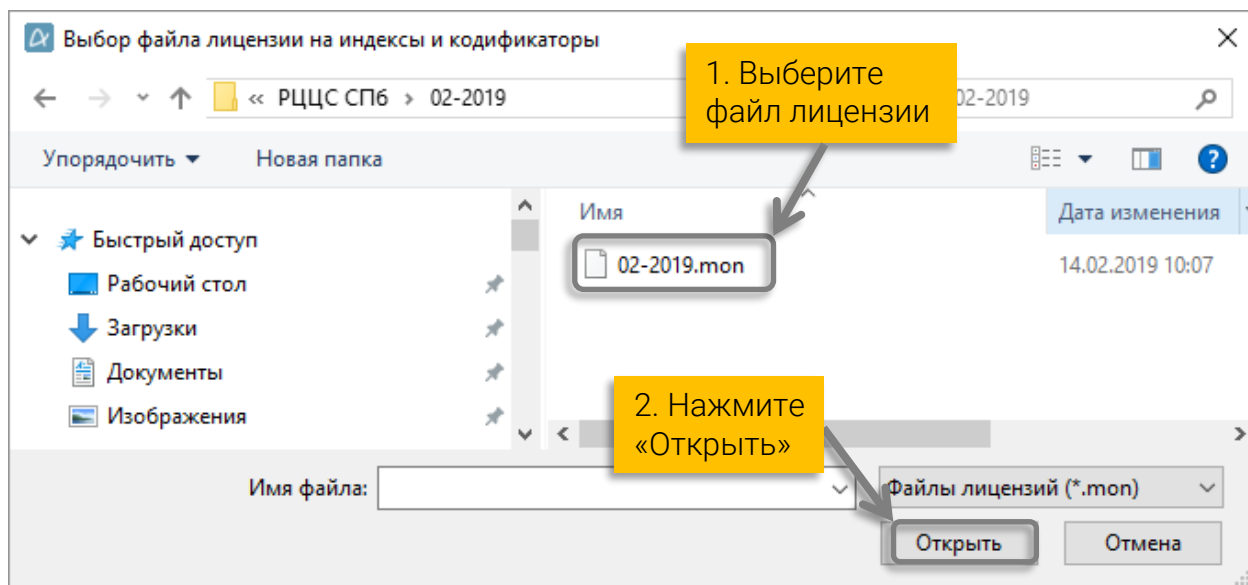 Выбор файла лицензии на индексы и кодификаторы
1. Выберите
файл лицензии
« РЦЦС СПб › 02-2019
02-2019
Упорядочить
Новая папка
Имя
Дата изменения
Быстрый доступ
02-2019.mon
14.02.2019 10:07
Рабочий стол
Загрузки
Документы
Изображения
2. Нажмите
«Открыть»
Имя файла:
Файлы лицензий (*.mon)
Открыть
Отмена